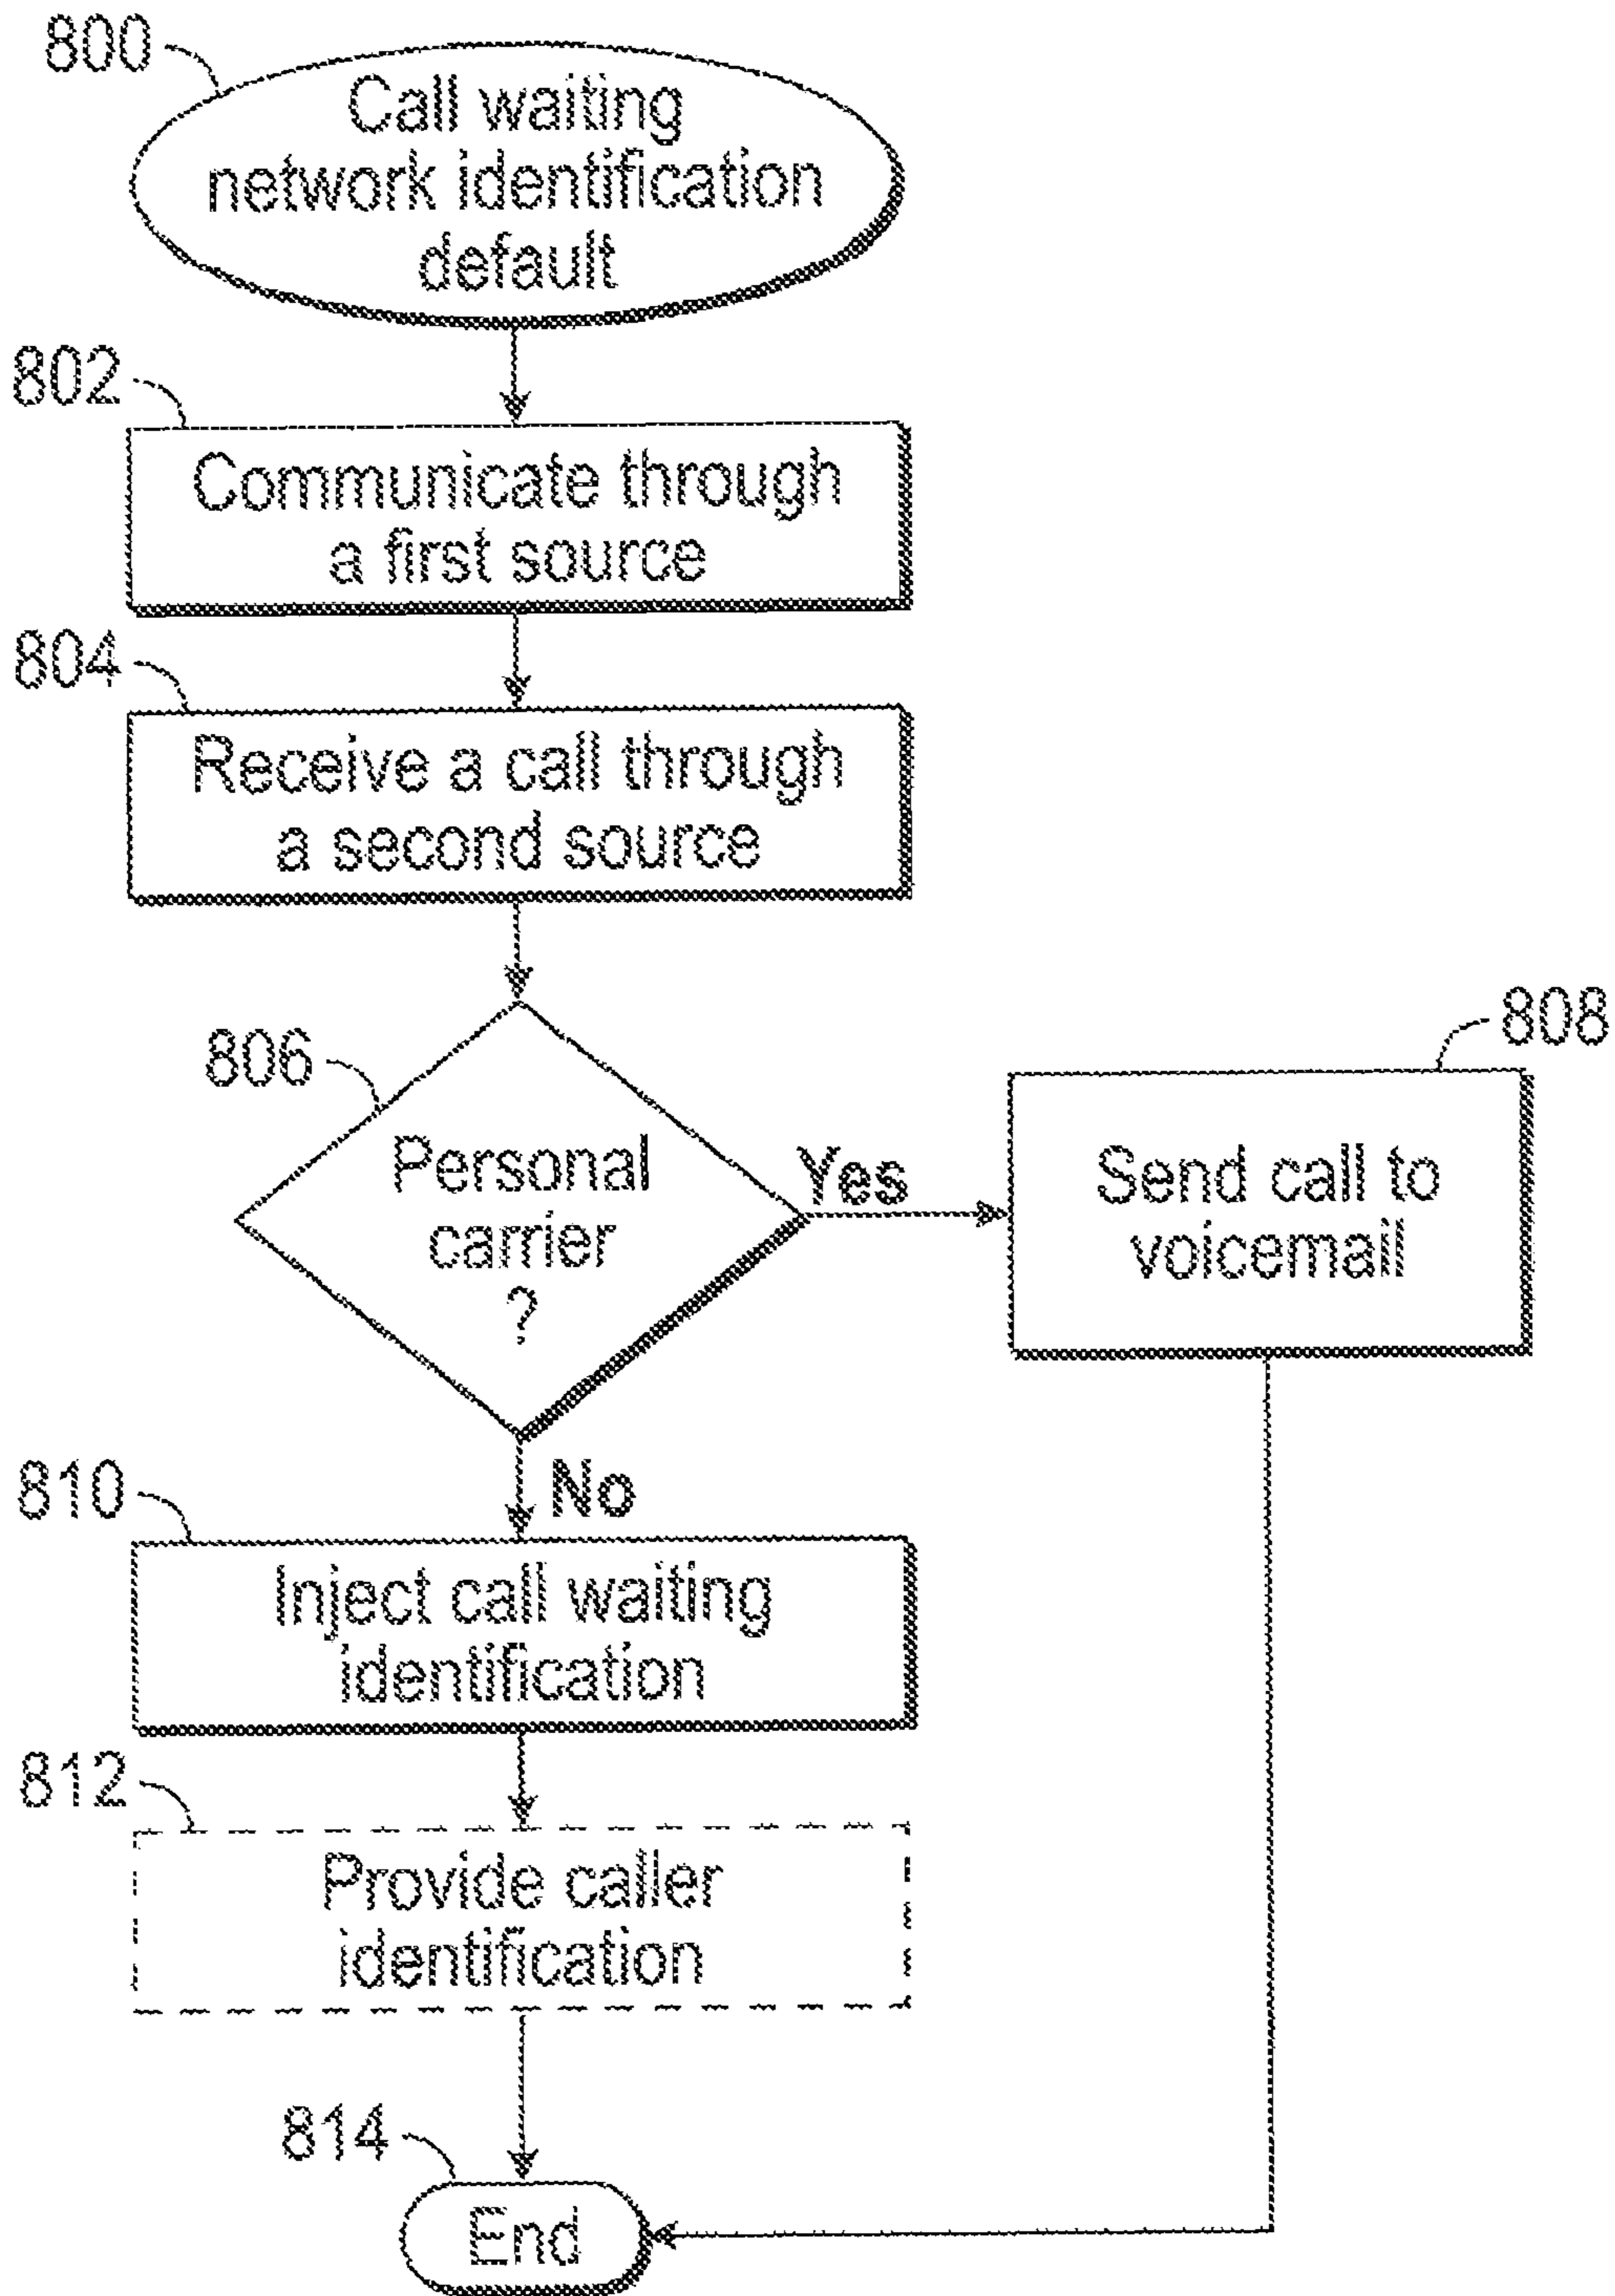 800
Call waiting
network identification
default
802
Communicate through
a first source
804
Receive a call through
a second source
806
Personal
carrier
?
Yes
808
Send call to
voicemail
No
810
Inject call waiting
identification
812
Provide caller
identification
814
End